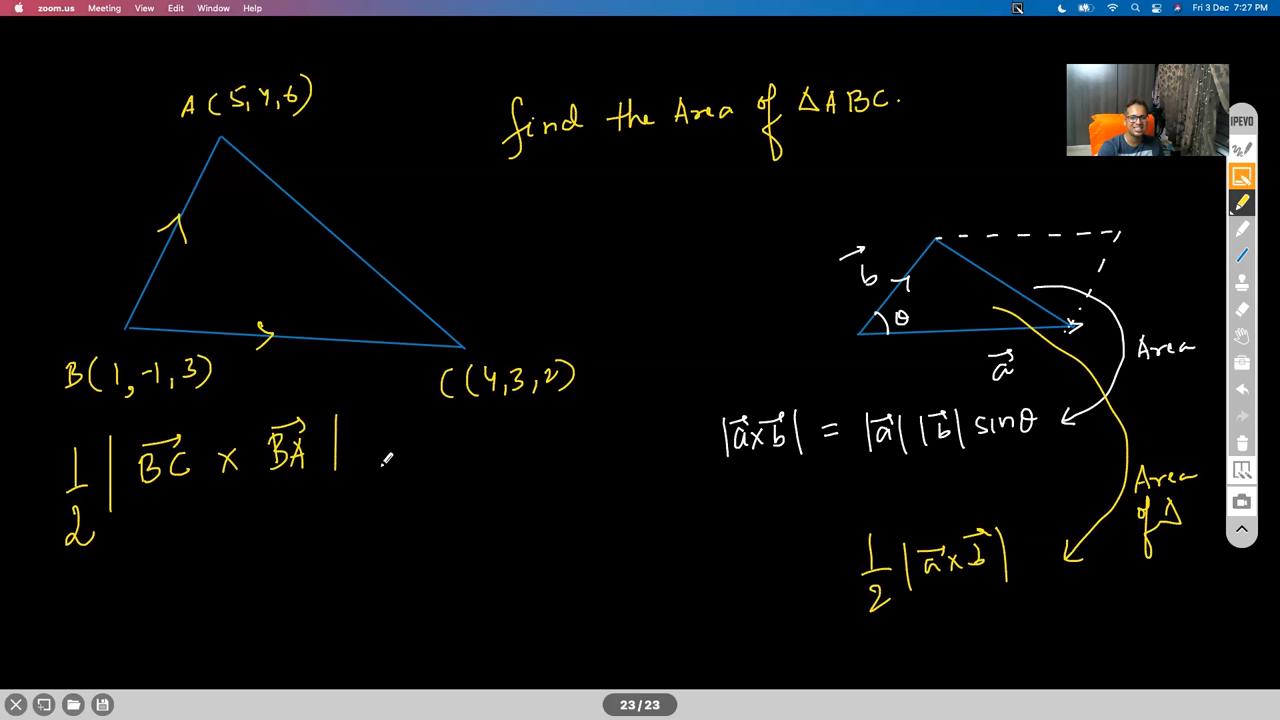 zoom.us Meeting View Edit Window Help
Fri 3 Dec 7:27 PM
A(5,4,6)
find the Area of ΔABC.
IPEVO
b⃗
θ
B(1,-1,3)
C(4,3,2)
a⃗
Area
|a⃗×b⃗| = |a⃗| |b⃗| sinθ
1/2 |BC⃗ × BA⃗|
Area
of Δ
1/2 |a⃗×b⃗|
23/23